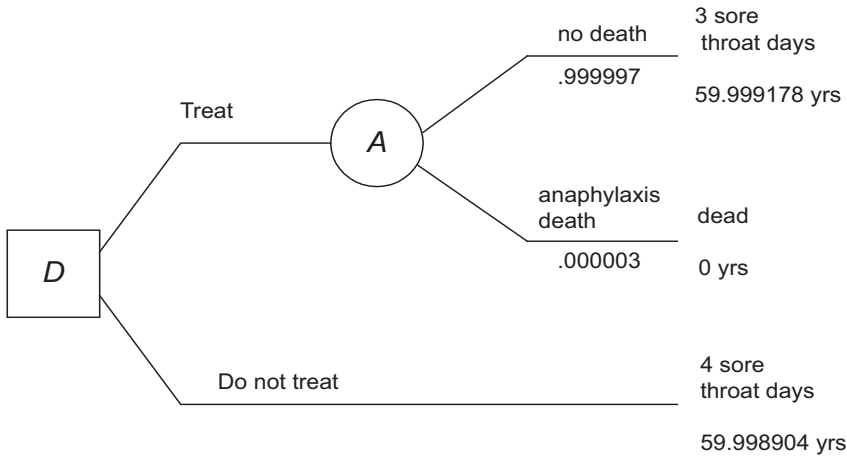 3 sore
throat days
no death
.999997
59.999178 yrs
Treat
A
anaphylaxis
death
dead
.000003
0 yrs
D
4 sore
throat days
Do not treat
59.998904 yrs